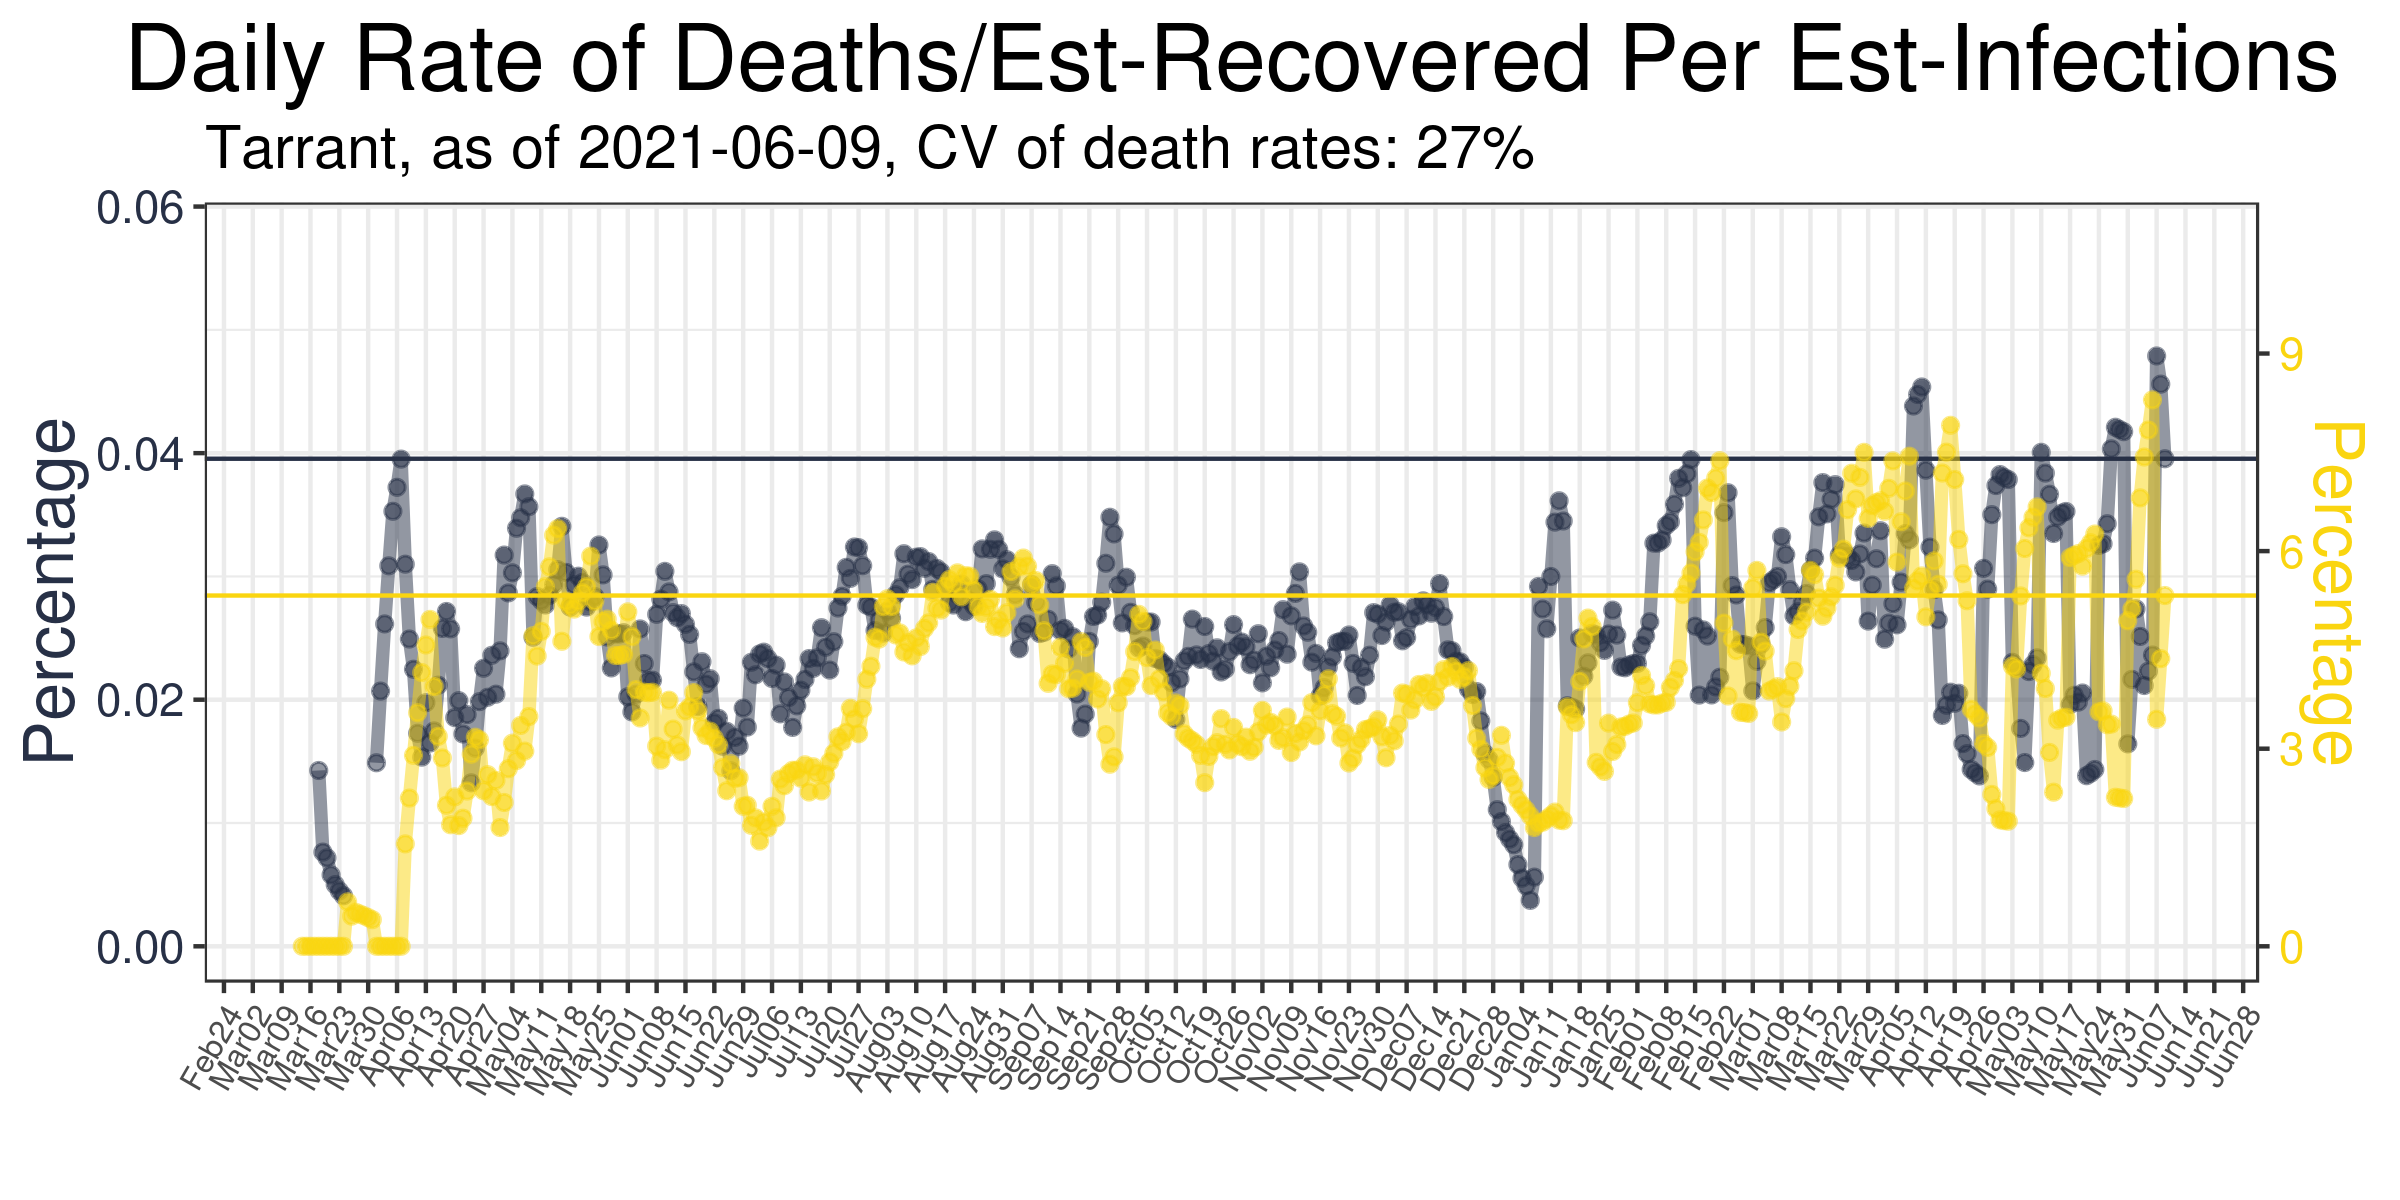 Daily Rate of Deaths/Est-Recovered Per Est-Infections
Tarrant, as of 2021-06-09, CV of death rates: 27%
Percentage
0.06
0.04
0.02
0.00
9
6
3
0
Percentage
Feb24
Mar02
Mar09
Mar16
Mar23
Mar30
Apr06
Apr13
Apr20
Apr27
May04
May11
May18
May25
Jun01
Jun08
Jun15
Jun22
Jun29
Jul06
Jul13
Jul20
Jul27
Aug03
Aug10
Aug17
Aug24
Aug31
Sep07
Sep14
Sep21
Sep28
Oct05
Oct12
Oct19
Oct26
Nov02
Nov09
Nov16
Nov23
Nov30
Dec07
Dec14
Dec21
Dec28
Jan04
Jan11
Jan18
Jan25
Feb01
Feb08
Feb15
Feb22
Mar01
Mar08
Mar15
Mar22
Mar29
Apr05
Apr12
Apr19
Apr26
May03
May10
May17
May24
May31
Jun07
Jun14
Jun21
Jun28